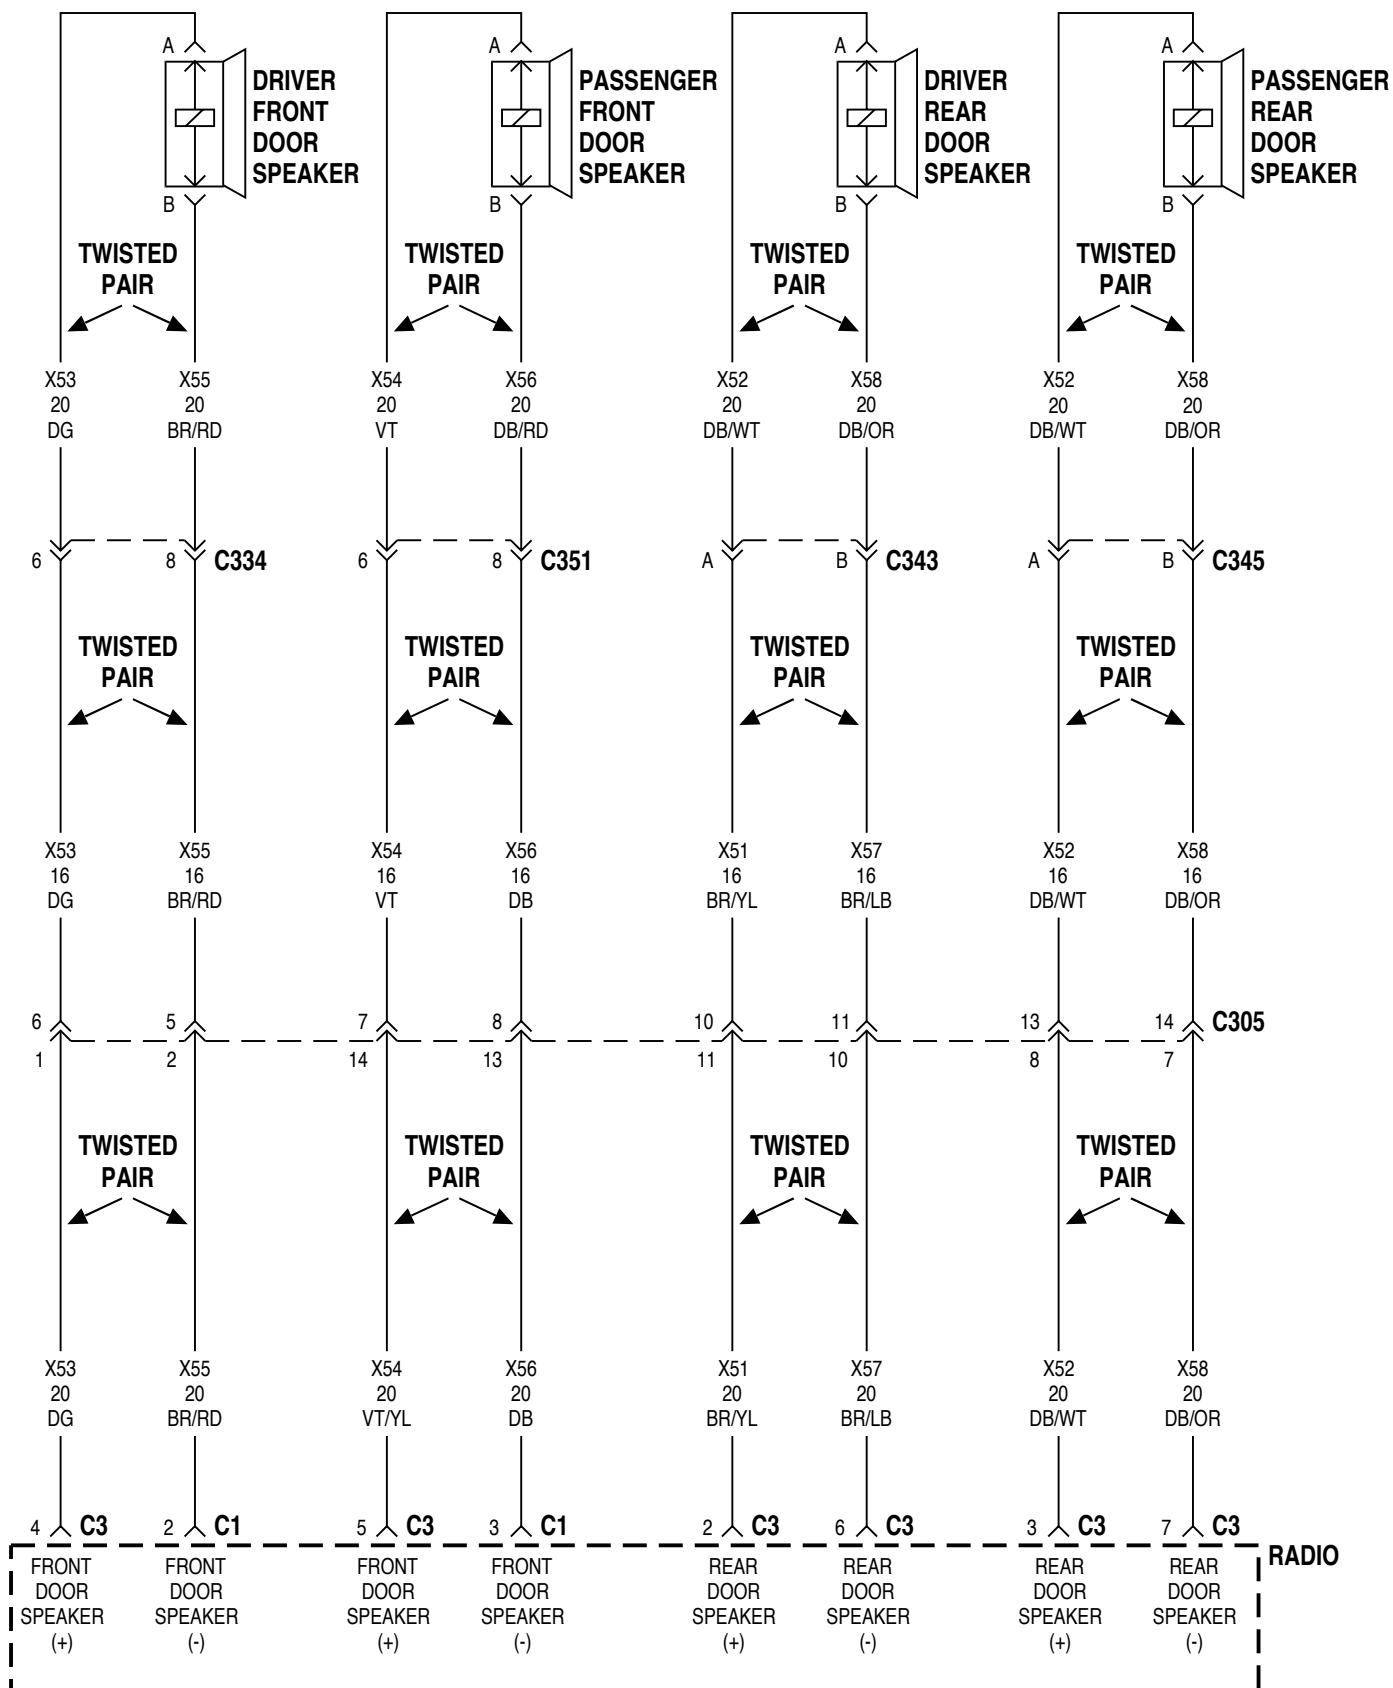 A A A A
DRIVER FRONT DOOR SPEAKER
PASSENGER FRONT DOOR SPEAKER
DRIVER REAR DOOR SPEAKER
PASSENGER REAR DOOR SPEAKER
B B B B
TWISTED TWISTED TWISTED TWISTED
PAIR PAIR PAIR PAIR
X53 X55 X54 X56 X52 X58 X52 X58
20 20 20 20 20 20 20 20
DG BR/RD VT DB/RD DB/WT DB/OR DB/WT DB/OR
6 8 C334 6 8 C351 A B C343 A B C345
TWISTED TWISTED TWISTED TWISTED
PAIR PAIR PAIR PAIR
X53 X55 X54 X56 X51 X57 X52 X58
16 16 16 16 16 16 16 16
DG BR/RD VT DB BR/YL BR/LB DB/WT DB/OR
6 5 7 8 10 11 13 14 C305
1 2 14 13 11 10 8 7
TWISTED TWISTED TWISTED TWISTED
PAIR PAIR PAIR PAIR
X53 X55 X54 X56 X51 X57 X52 X58
20 20 20 20 20 20 20 20
DG BR/RD VT/YL DB BR/YL BR/LB DB/WT DB/OR
4 C3 2 C1 5 C3 3 C1 2 C3 6 C3 3 C3 7 C3
RADIO
FRONT FRONT FRONT FRONT REAR REAR REAR REAR
DOOR DOOR DOOR DOOR DOOR DOOR DOOR DOOR
SPEAKER SPEAKER SPEAKER SPEAKER SPEAKER SPEAKER SPEAKER SPEAKER
(+) (-) (+) (-) (+) (-) (+) (-)